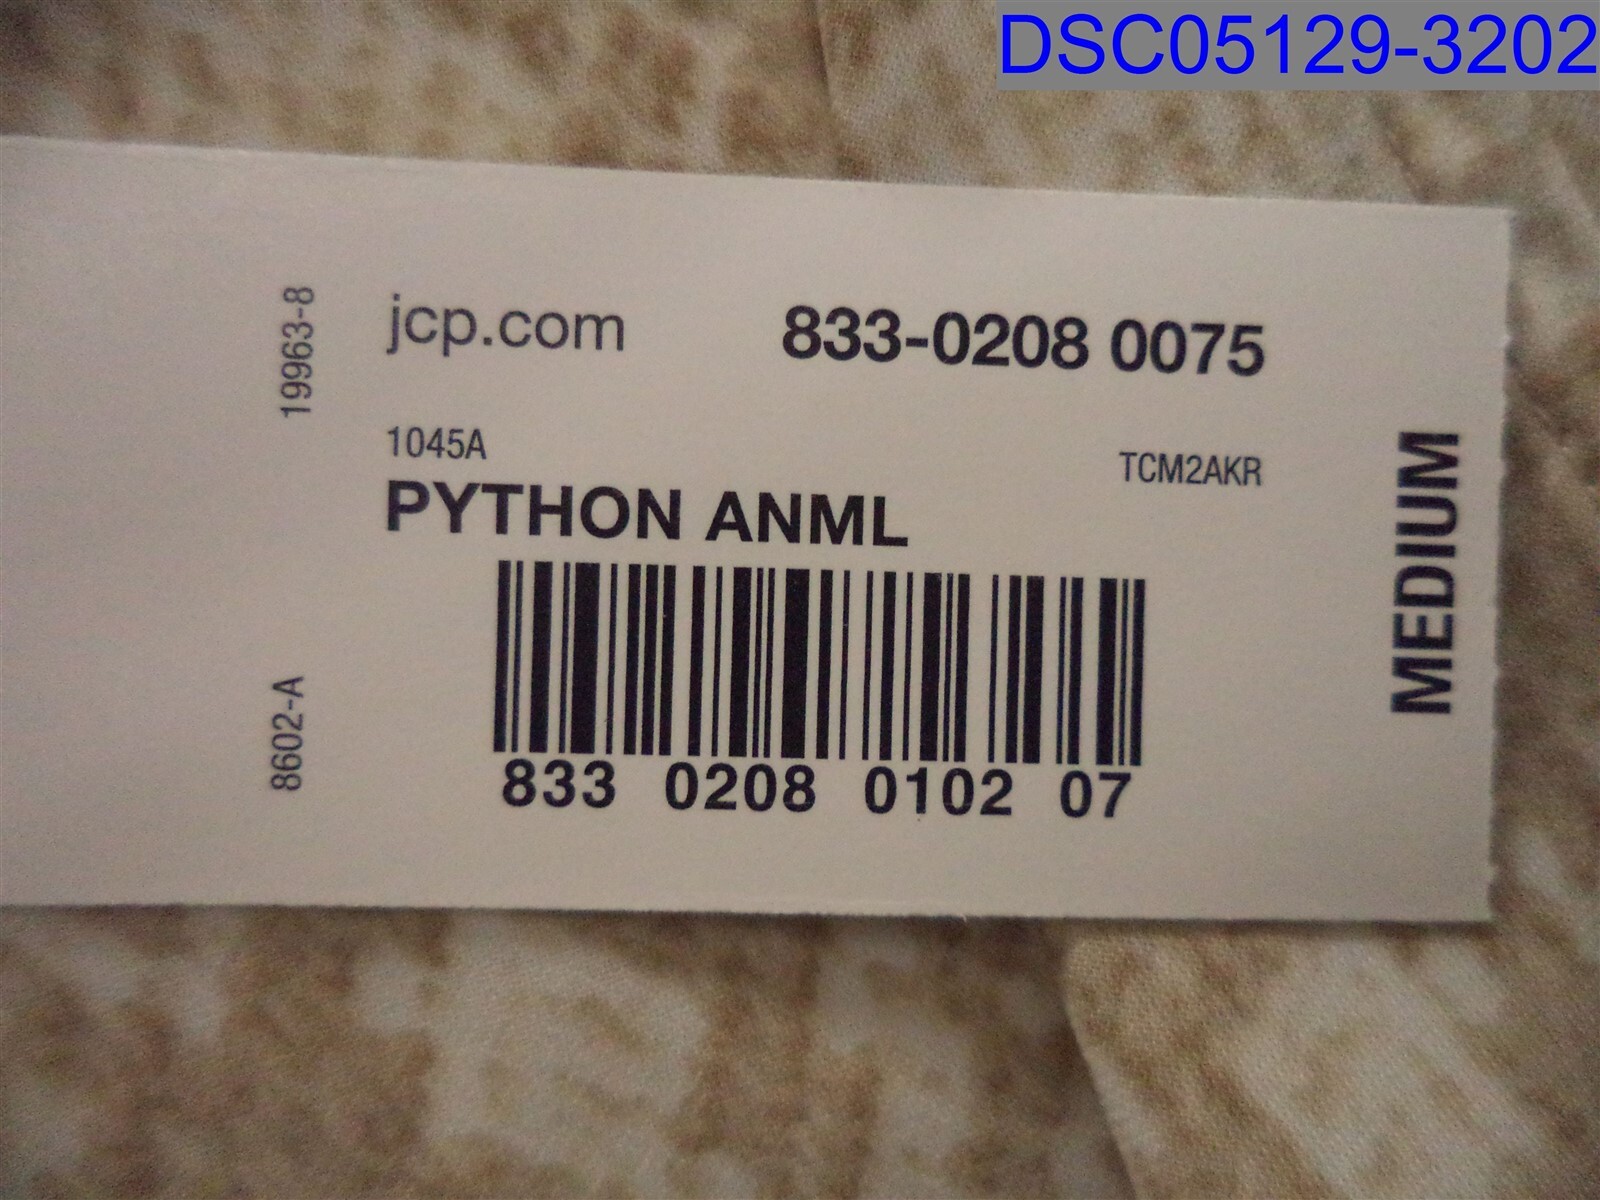 DSC05129-3202
19963-8
jcp.com 833-0208 0075
1045A TCM2AKR
PYTHON ANML
MEDIUM
8602-A
833 0208 0102 07